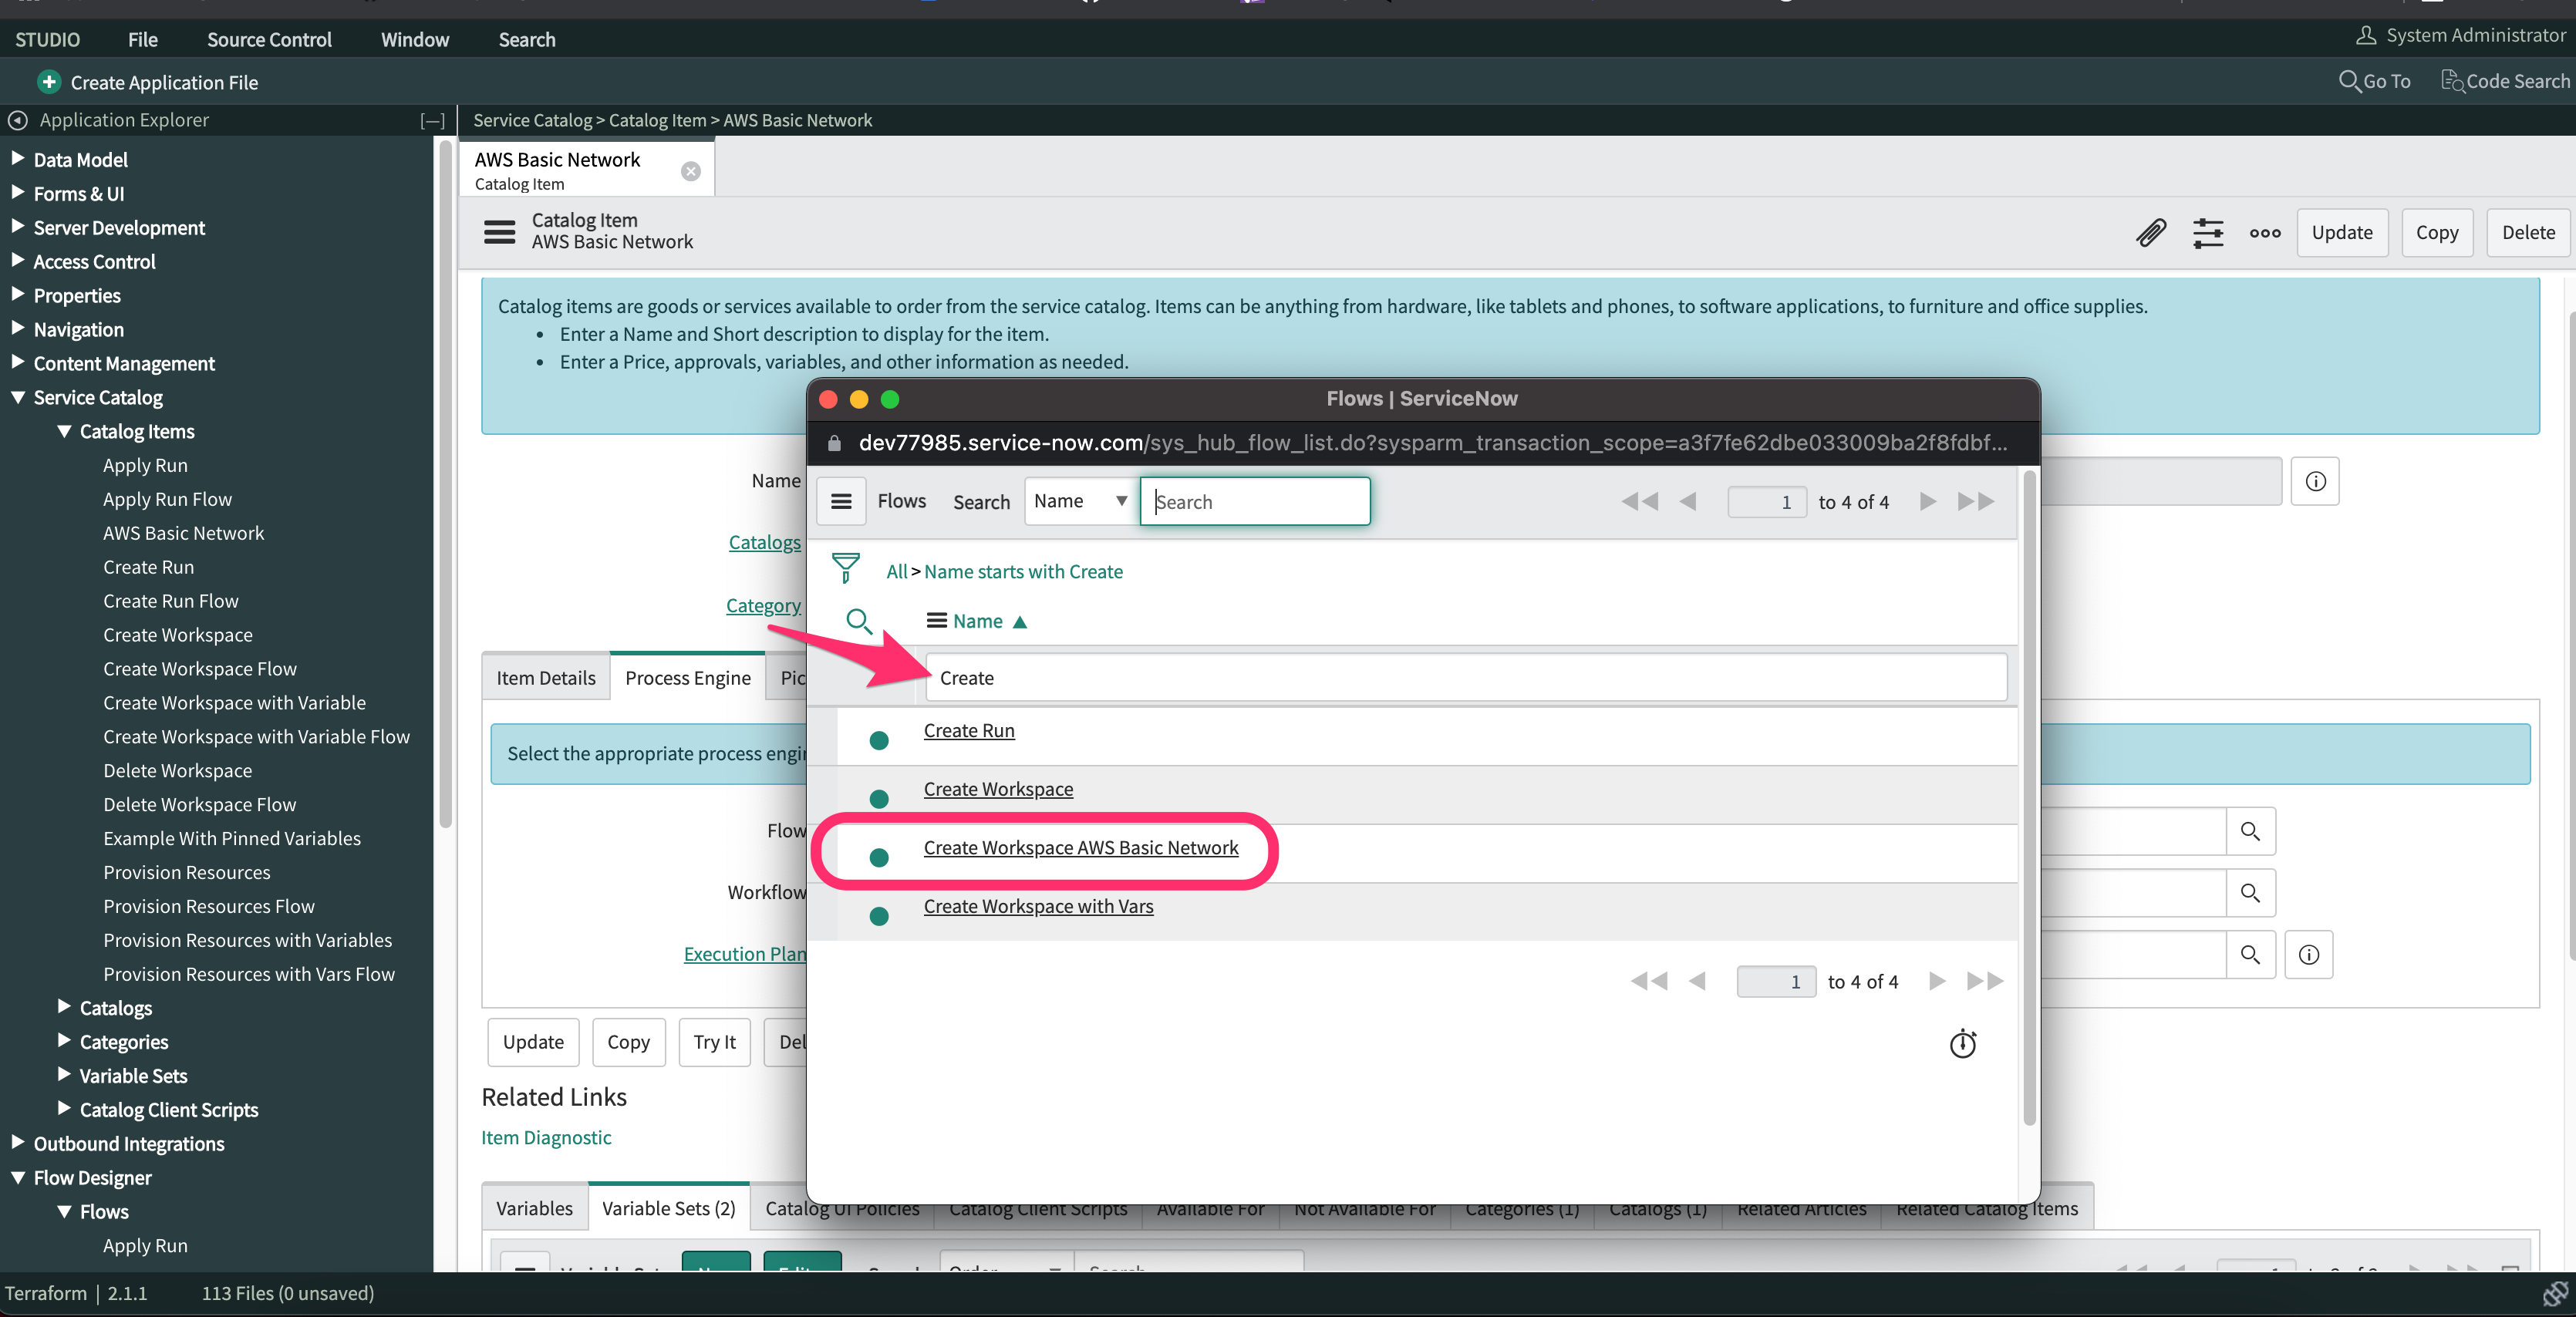 STUDIO File Source Control Window Search System Administrator
Create Application File Go To Code Search
Application Explorer [—] Service Catalog > Catalog Item > AWS Basic Network
Data Model
Forms & UI
Server Development
Access Control
Properties
Navigation
Content Management
Service Catalog
Catalog Items
Apply Run
Apply Run Flow
AWS Basic Network
Create Run
Create Run Flow
Create Workspace
Create Workspace Flow
Create Workspace with Variable
Create Workspace with Variable Flow
Delete Workspace
Delete Workspace Flow
Example With Pinned Variables
Provision Resources
Provision Resources Flow
Provision Resources with Variables
Provision Resources with Vars Flow
Catalogs
Categories
Variable Sets
Catalog Client Scripts
Outbound Integrations
Flow Designer
Flows
Apply Run
AWS Basic Network
Catalog Item
Catalog Item
AWS Basic Network
Update Copy Delete
Catalog items are goods or services available to order from the service catalog. Items can be anything from hardware, like tablets and phones, to software applications, to furniture and office supplies.
• Enter a Name and Short description to display for the item.
• Enter a Price, approvals, variables, and other information as needed.
Name
Catalogs
Category
Item Details Process Engine Pic
Select the appropriate process engi
Flow
Workflow
Execution Plan
Update Copy Try It Del
Related Links
Item Diagnostic
Variables Variable Sets (2) Catalog UI Policies Catalog Client Scripts Available For Not Available For Categories (1) Catalogs (1) Related Articles Related Catalog Items
Flows | ServiceNow
dev77985.service-now.com/sys_hub_flow_list.do?sysparm_transaction_scope=a3f7fe62dbe033009ba2f8fdbf...
Flows Search Name Search 1 to 4 of 4
All > Name starts with Create
Name
Create
Create Run
Create Workspace
Create Workspace AWS Basic Network
Create Workspace with Vars
1 to 4 of 4
Terraform | 2.1.1 113 Files (0 unsaved)